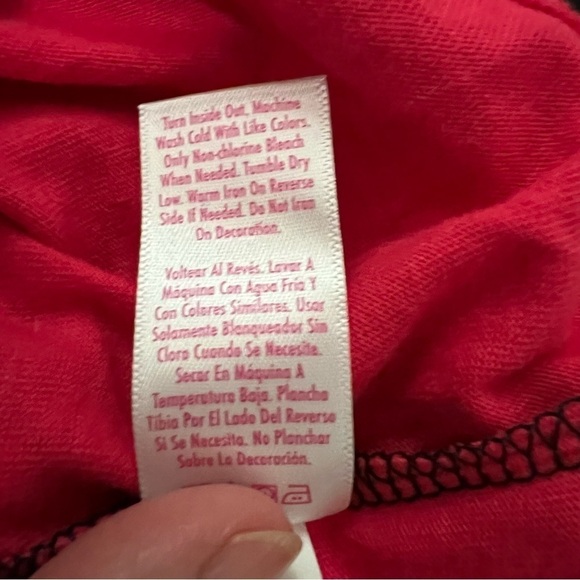 Turn Inside Out, Machine
Wash Cold With Like Colors.
Only Non-chlorine Bleach
When Needed. Tumble Dry
Low. Warm Iron On Reverse
Side If Needed. Do Not Iron
On Decoration.
Voltear Al Revés. Lavar A
Máquina Con Agua Fría Y
Con Colores Similares. Usar
Solamente Blanqueador Sin
Cloro Cuando Se Necesite.
Secar En Máquina A
Temperatura Baja. Plancha
Tibia Por El Lado Del Reverso
Si Se Necesita. No Planchar
Sobre La Decoración.